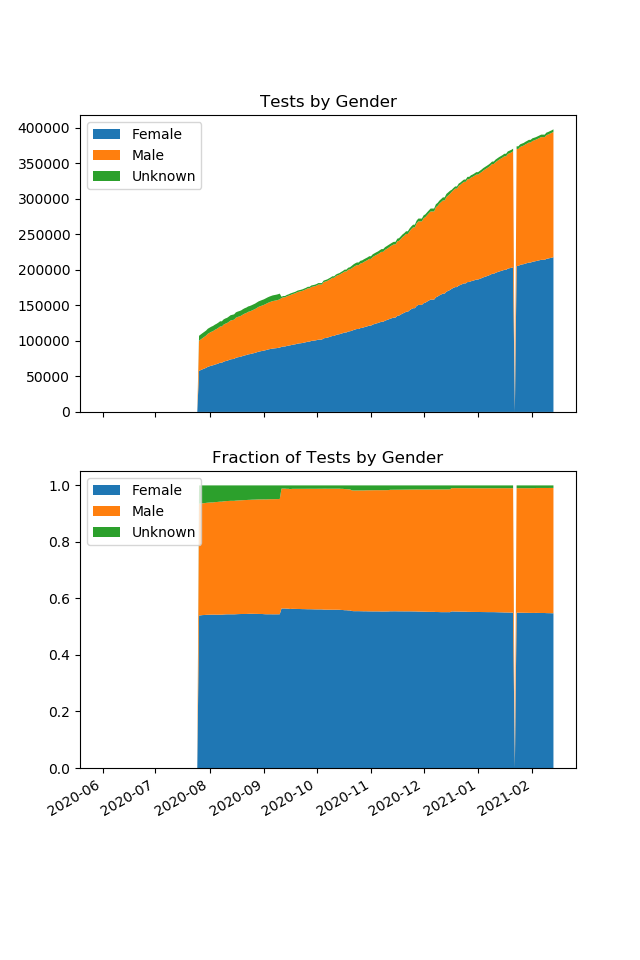 Tests by Gender
Female
Male
Unknown
400000
350000
300000
250000
200000
150000
100000
50000
0
Fraction of Tests by Gender
Female
Male
Unknown
1.0
0.8
0.6
0.4
0.2
0.0
2020-06 2020-07 2020-08 2020-09 2020-10 2020-11 2020-12 2021-01 2021-02